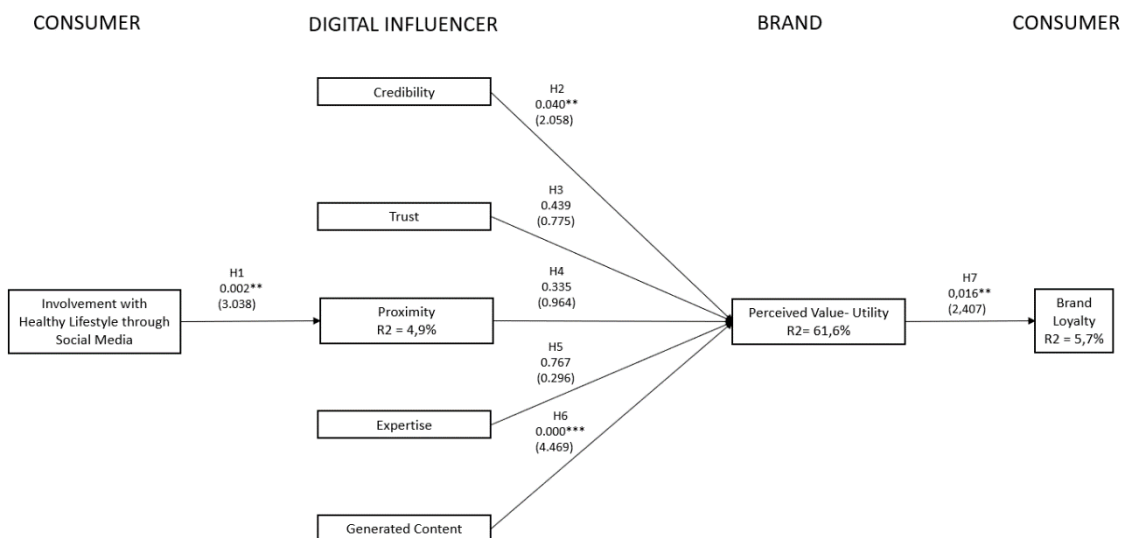 CONSUMER
DIGITAL INFLUENCER
BRAND
CONSUMER
Credibility
H2
0.040**
(2.058)
Trust
H3
0.439
(0.775)
H1
0.002**
(3.038)
Involvement with
Healthy Lifestyle through
Social Media
Proximity
R2 = 4,9%
H4
0.335
(0.964)
Perceived Value- Utility
R2= 61,6%
H7
0,016**
(2,407)
Brand
Loyalty
R2 = 5,7%
Expertise
H5
0.767
(0.296)
H6
0.000***
(4.469)
Generated Content